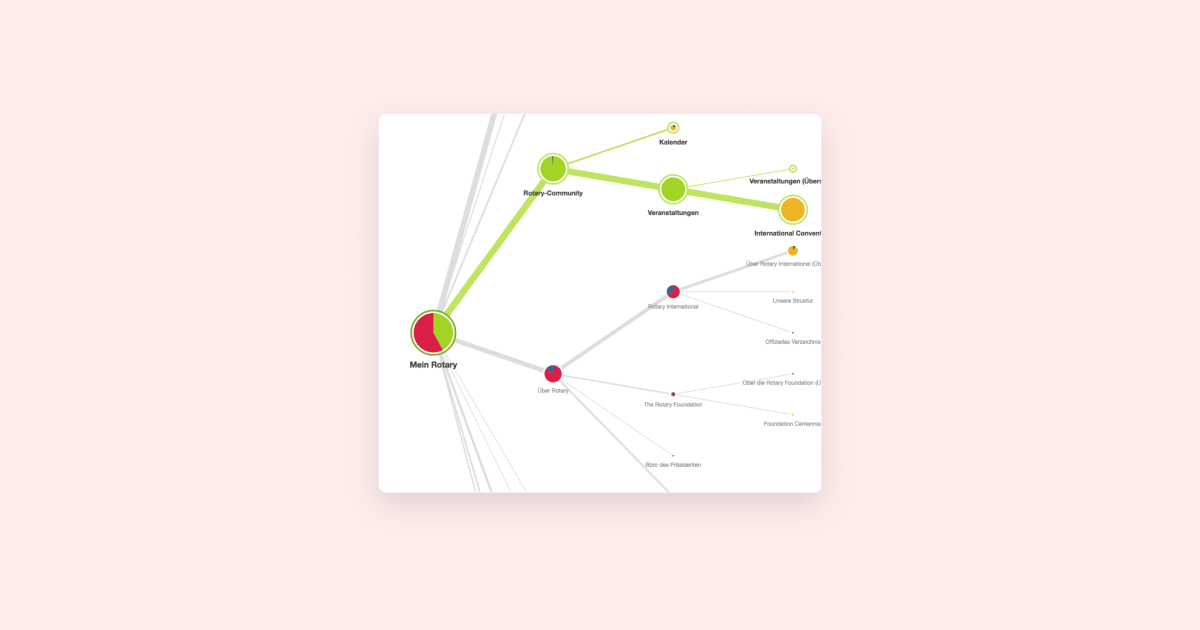 Kalender
Rotary-Community
Veranstaltungen (Übers
Veranstaltungen
International Convent
Über Rotary International (Üb
Unsere Struktur
Rotary International
Offizielles Verzeichnis
Mein Rotary
Über die Rotary Foundation (Ü
Über Rotary
The Rotary Foundation
Foundation Centennia
Büro des Präsidenten